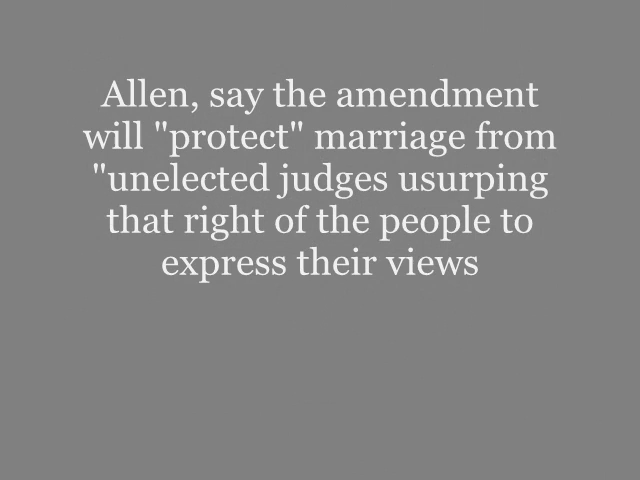 Allen, say the amendment
will "protect" marriage from
"unelected judges usurping
that right of the people to
express their views